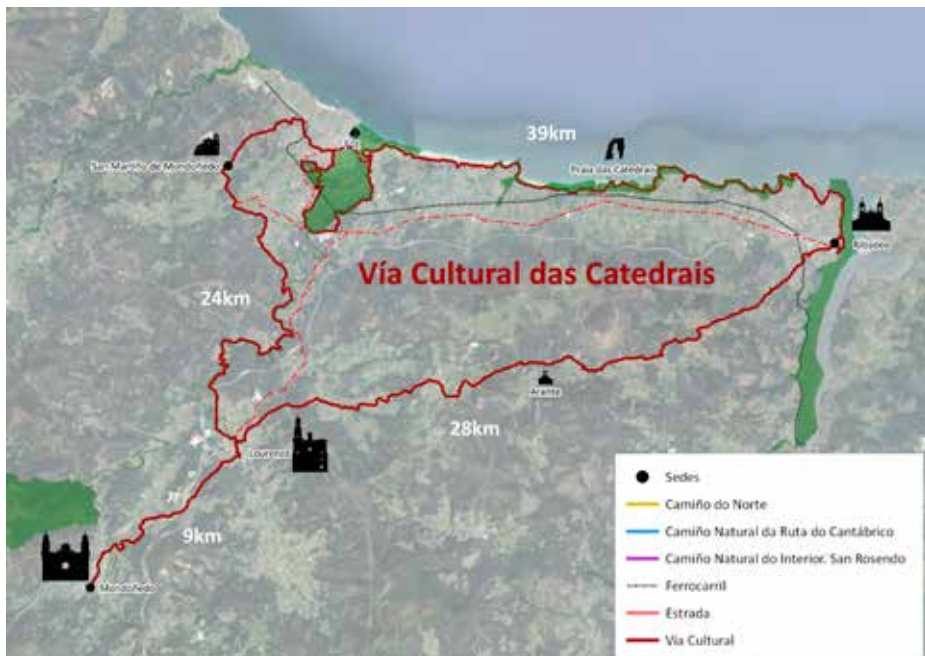 39km
Foz
Praia das Catedrais
San Martiño de Mondoñedo
Ribadeo
Vía Cultural das Catedrais
24km
Arante
28km
Lourenzá
9km
Mondoñedo
Sedes
Camiño do Norte
Camiño Natural da Ruta do Cantábrico
Camiño Natural do Interior. San Rosendo
Ferrocarril
Estrada
Vía Cultural